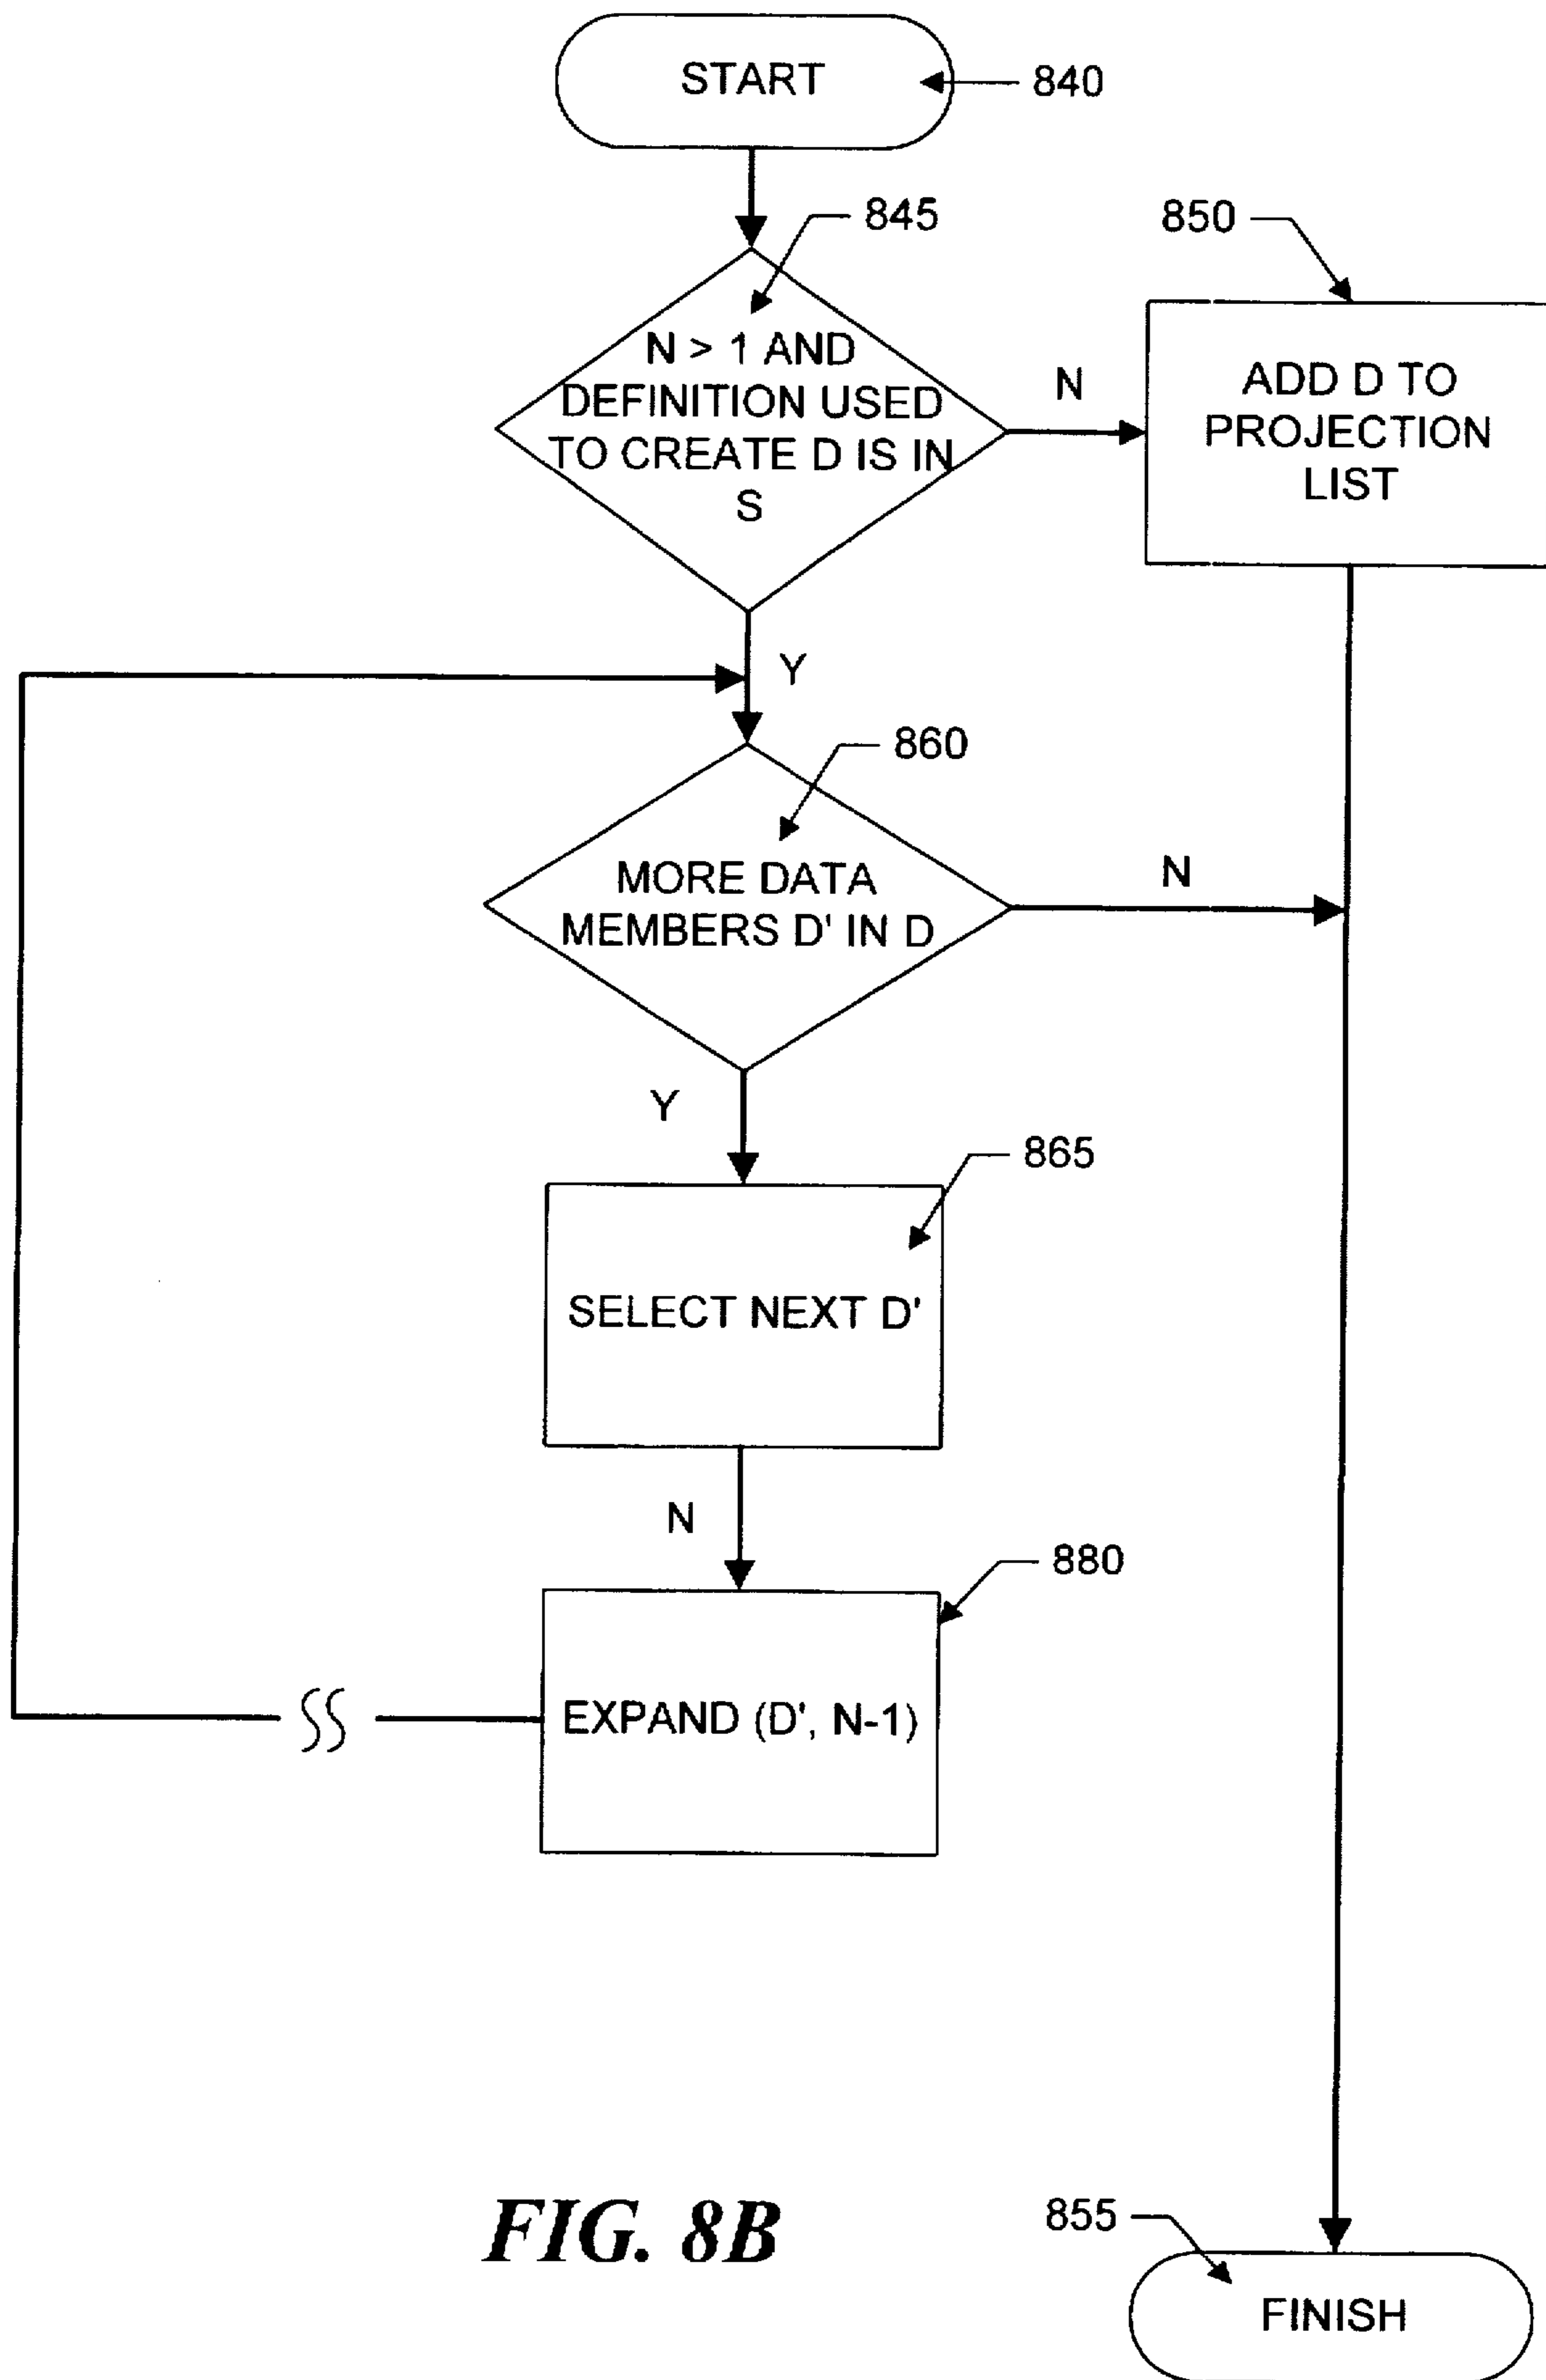 START
840
845
850
N > 1 AND
DEFINITION USED
TO CREATE D IS IN
S
N
ADD D TO
PROJECTION
LIST
Y
860
MORE DATA
MEMBERS D' IN D
N
Y
865
SELECT NEXT D'
N
880
EXPAND (D', N-1)
FIG. 8B
855
FINISH